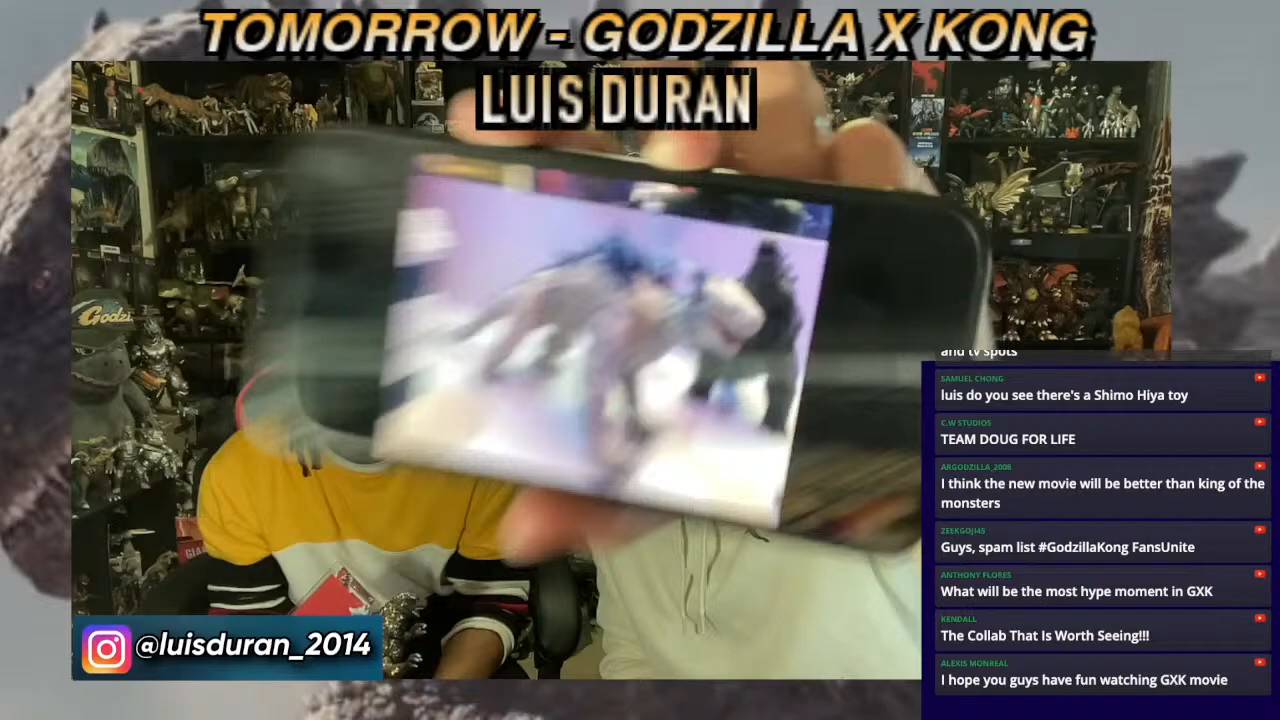 TOMORROW - GODZILLA X KONG
LUIS DURAN
Godzi
and tv spots
SAMUEL CHONG
luis do you see there's a Shimo Hiya toy
C.W STUDIOS
TEAM DOUG FOR LIFE
ARGODZILLA_2008
I think the new movie will be better than king of the
monsters
ZEEKGOJI45
Guys, spam list #GodzillaKong FansUnite
ANTHONY FLORES
What will be the most hype moment in GXK
KENDALL
The Collab That Is Worth Seeing!!!
ALEXIS MONREAL
I hope you guys have fun watching GXK movie
@luisduran_2014